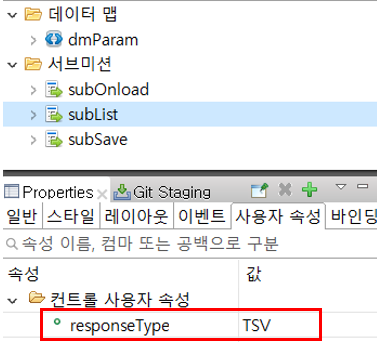 데이터 맵
dmParam
서브미션
subOnload
subList
subSave
Properties Git Staging
일반 스타일 레이아웃 이벤트 사용자 속성 바인딩
속성 이름, 컴마 또는 공백으로 구분
속성 값
컨트롤 사용자 속성
responseType TSV